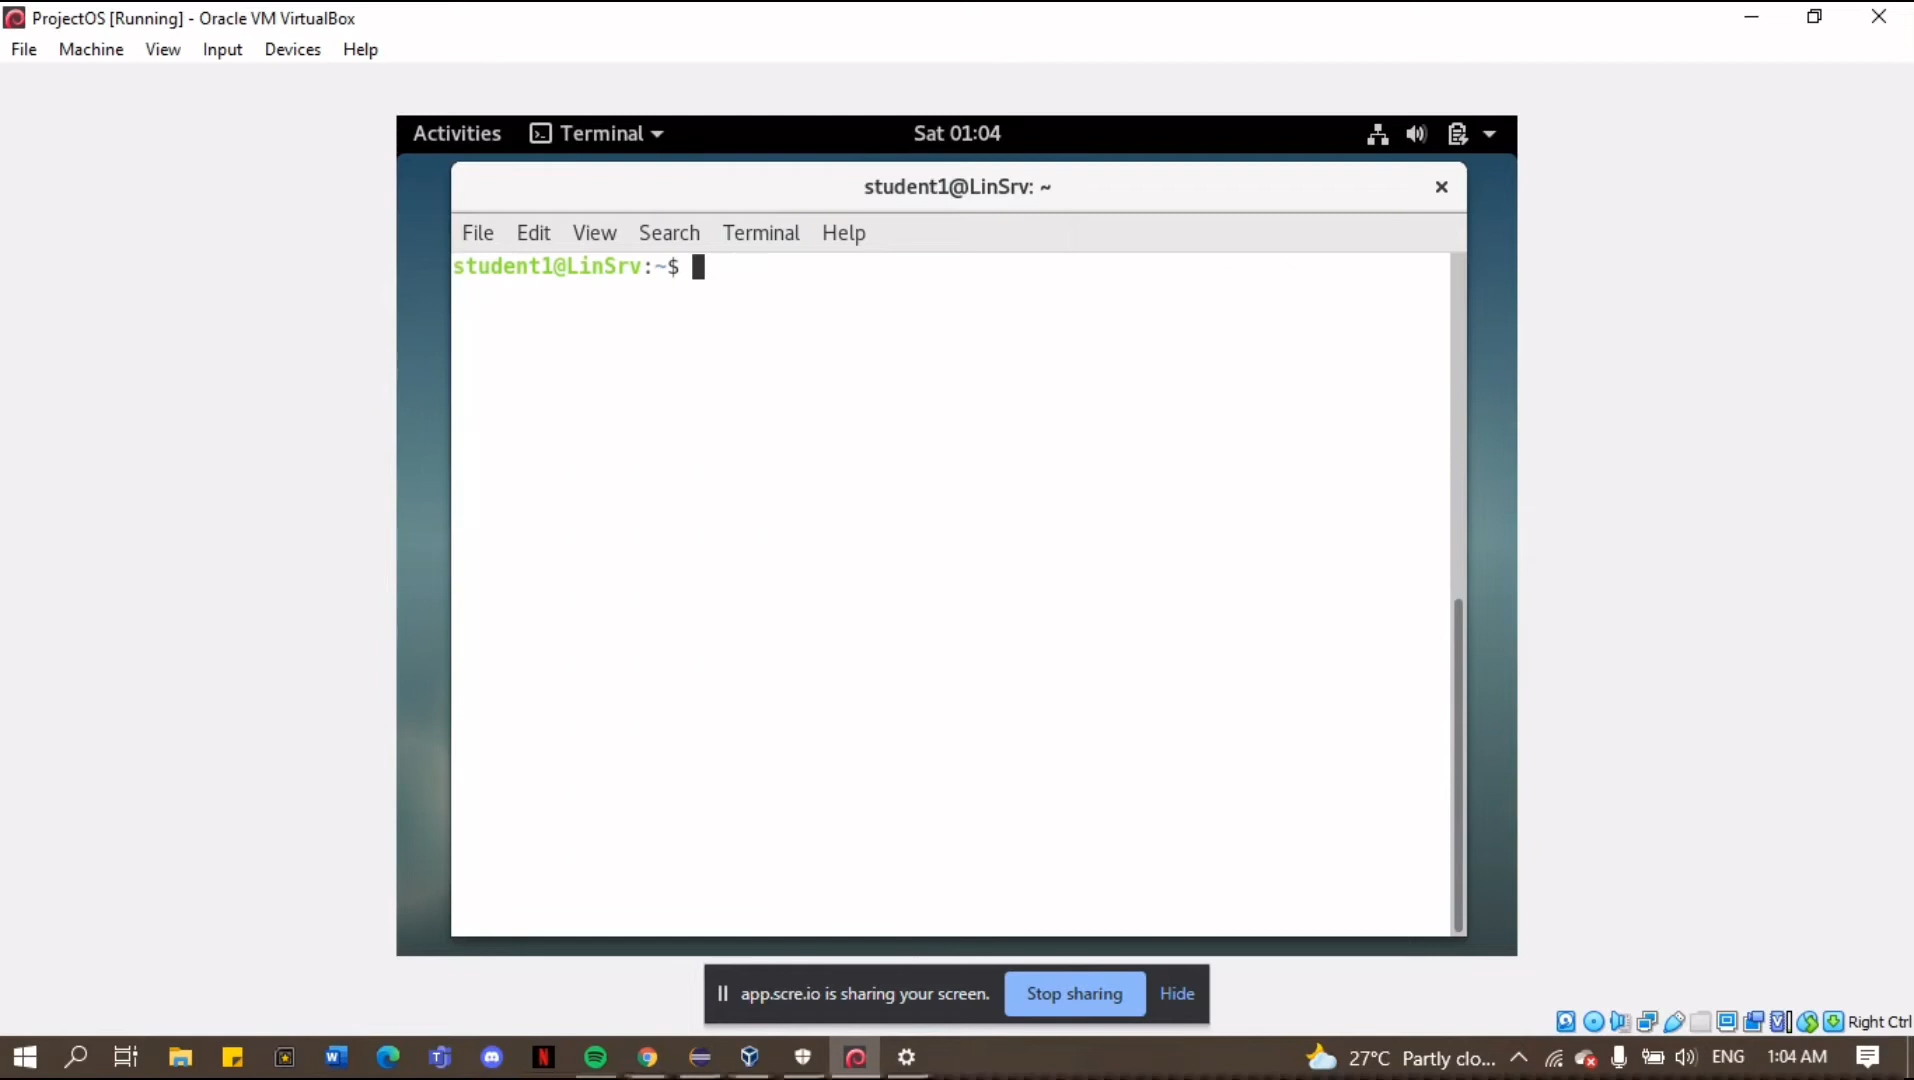 ProjectOS [Running] - Oracle VM VirtualBox
File Machine View Input Devices Help
Activities Terminal Sat 01:04
student1@LinSrv: ~
File Edit View Search Terminal Help
student1@LinSrv:~$
app.scre.io is sharing your screen. Stop sharing Hide
Right Ctrl
27°C Partly clo... ENG 1:04 AM